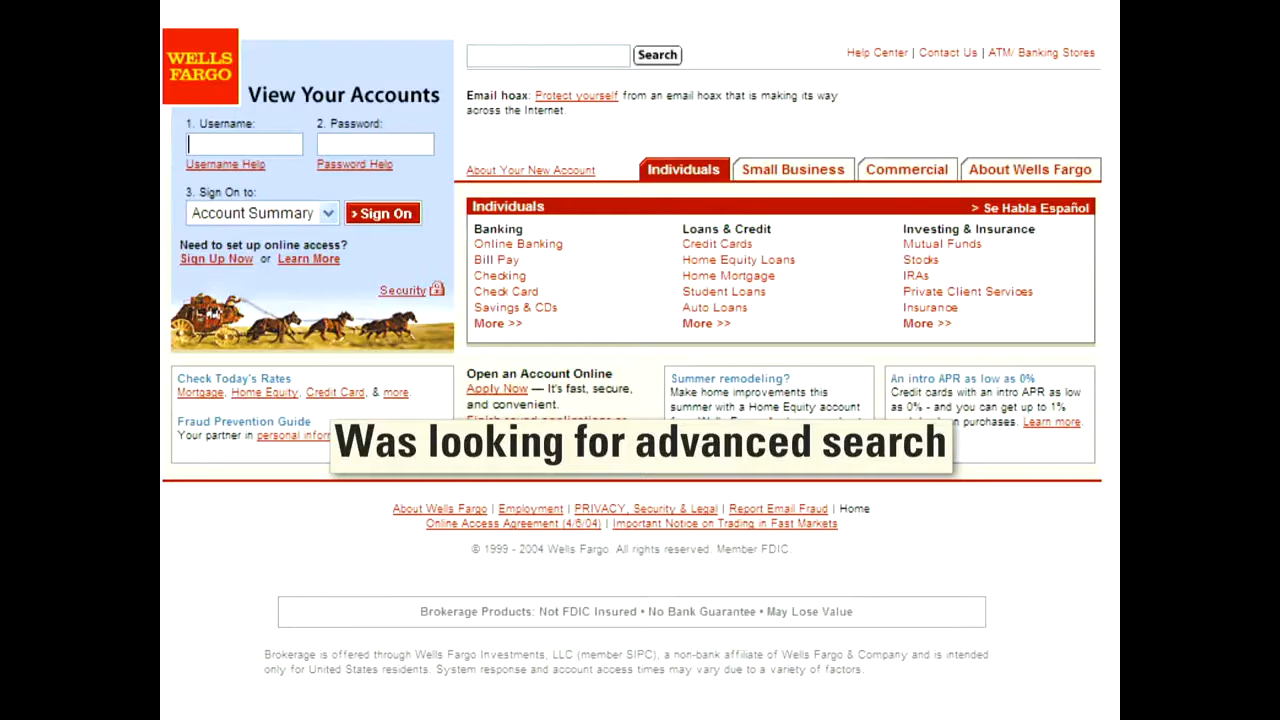 WELLS
FARGO
View Your Accounts
1. Username:
2. Password:
Username Help
Password Help
3. Sign On to:
Account Summary
› Sign On
Need to set up online access?
Sign Up Now or Learn More
Security
Search
Help Center | Contact Us | ATM/ Banking Stores
Email hoax: Protect yourself from an email hoax that is making its way
across the Internet.
About Your New Account
Individuals
Small Business
Commercial
About Wells Fargo
Individuals
> Se Habla Español
Banking
Online Banking
Bill Pay
Checking
Check Card
Savings & CDs
More >>
Loans & Credit
Credit Cards
Home Equity Loans
Home Mortgage
Student Loans
Auto Loans
More >>
Investing & Insurance
Mutual Funds
Stocks
IRAs
Private Client Services
Insurance
More >>
Check Today's Rates
Mortgage, Home Equity, Credit Card, & more.
Fraud Prevention Guide
Your partner in personal
Open an Account Online
Apply Now — It's fast, secure,
and convenient.
Summer remodeling?
Make home improvements this
summer with a Home Equity account
An intro APR as low as 0%
Credit cards with an intro APR as low
as 0% - and you can get up to 1%
purchases. Learn more.
Was looking for advanced search
About Wells Fargo | Employment | PRIVACY, Security & Legal | Report Email Fraud | Home
Online Access Agreement (4/6/04) | Important Notice on Trading in Fast Markets
© 1999 - 2004 Wells Fargo. All rights reserved. Member FDIC.
Brokerage Products: Not FDIC Insured • No Bank Guarantee • May Lose Value
Brokerage is offered through Wells Fargo Investments, LLC (member SIPC), a non-bank affiliate of Wells Fargo & Company and is intended
only for United States residents. System response and account access times may vary due to a variety of factors.